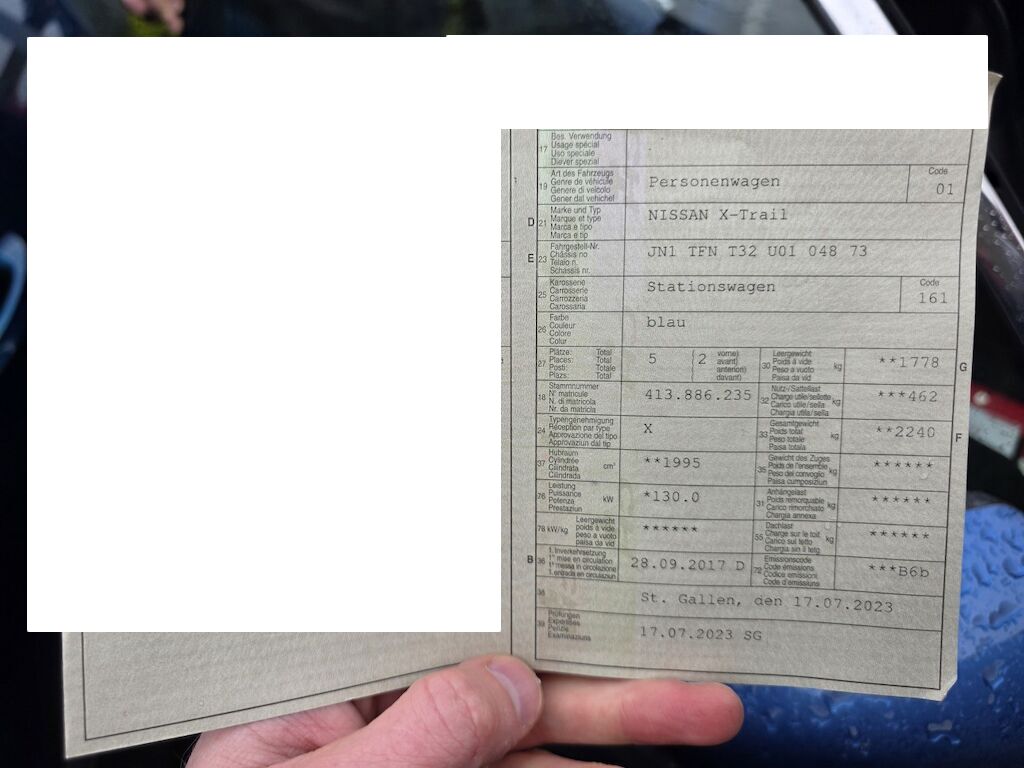 17 Bes. Verwendung
Usage spécial
Uso speciale
Diever spezial
19 Art des Fahrzeugs
Genre de véhicule
Genere di veicolo
Gener dal vehichel
Personenwagen
Code
01
D 21 Marke und Typ
Marque et type
Marca e tipo
Marca e tip
NISSAN X-Trail
E 23 Fahrgestell-Nr.
Châssis no
Telaio n.
Schassis nr.
JN1 TFN T32 U01 048 73
25 Karosserie
Carrosserie
Carrozzeria
Carossaria
Stationswagen
Code
161
26 Farbe
Couleur
Colore
Colur
blau
27 Plätze: Total
Places: Total
Posti: Totale
Plazs: Total
5 (2 vorne)
avant)
anteriori)
davant)
30 Leergewicht
Poids à vide
Peso a vuoto
Paisa da vid
kg
**1778
G
18 Stammnummer
N° matricule
N. di matricola
Nr. da matricla
413.886.235
32 Nutz-/Sattellast
Charge utile/sellette
Carico utile/sella
Chargia utila/sella
kg
***462
24 Typengenehmigung
Réception par type
Approvazione del tipo
Approvaziun dal tip
X
33 Gesamtgewicht
Poids total
Peso totale
Paisa totala
kg
**2240
F
37 Hubraum
Cylindrée
Cilindrata
Cilindrada
cm³
**1995
35 Gewicht des Zuges
Poids de l'ensemble
Peso del convoglio
Paisa cumposiziun
kg
******
76 Leistung
Puissance
Potenza
Prestaziun
kW
*130.0
31 Anhängelast
Poids remorquable
Carico rimorchiato
Chargia annexa
kg
******
78 kW/kg Leergewicht
poids à vide
peso a vuoto
paisa da vid
******
55 Dachlast
Charge sur le toit
Carico sul tetto
Chargia sin il tetg
kg
******
B 36 1. Inverkehrsetzung
1re mise en circulation
1a messa in circolazione
1. entrada en circulaziun
28.09.2017 D
72 Emissionscode
Code émissions
Codice emissioni
Code d'emissiuns
***B6b
38 St. Gallen, den 17.07.2023
39 Prüfungen
Expertises
Perizie
Examinaziuns
17.07.2023 SG